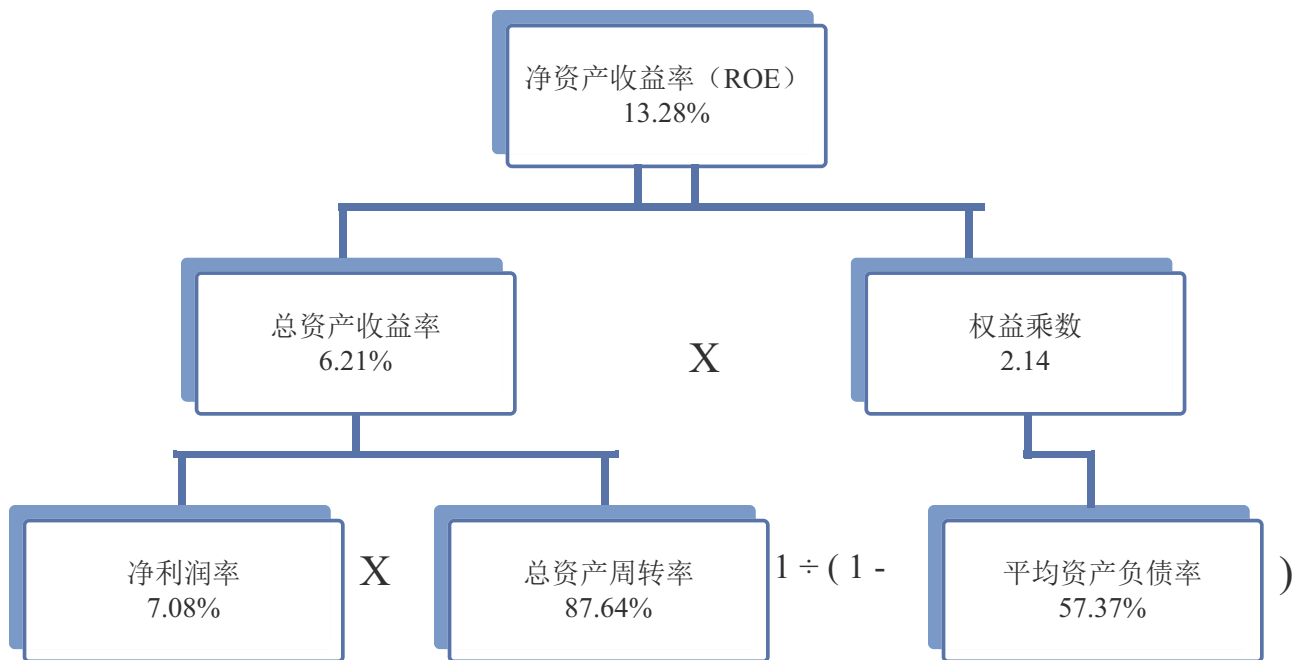 净资产收益率（ROE）
13.28%
总资产收益率
6.21%
X
权益乘数
2.14
净利润率
7.08%
X
总资产周转率
87.64%
1 ÷ ( 1 -
平均资产负债率
57.37%
)